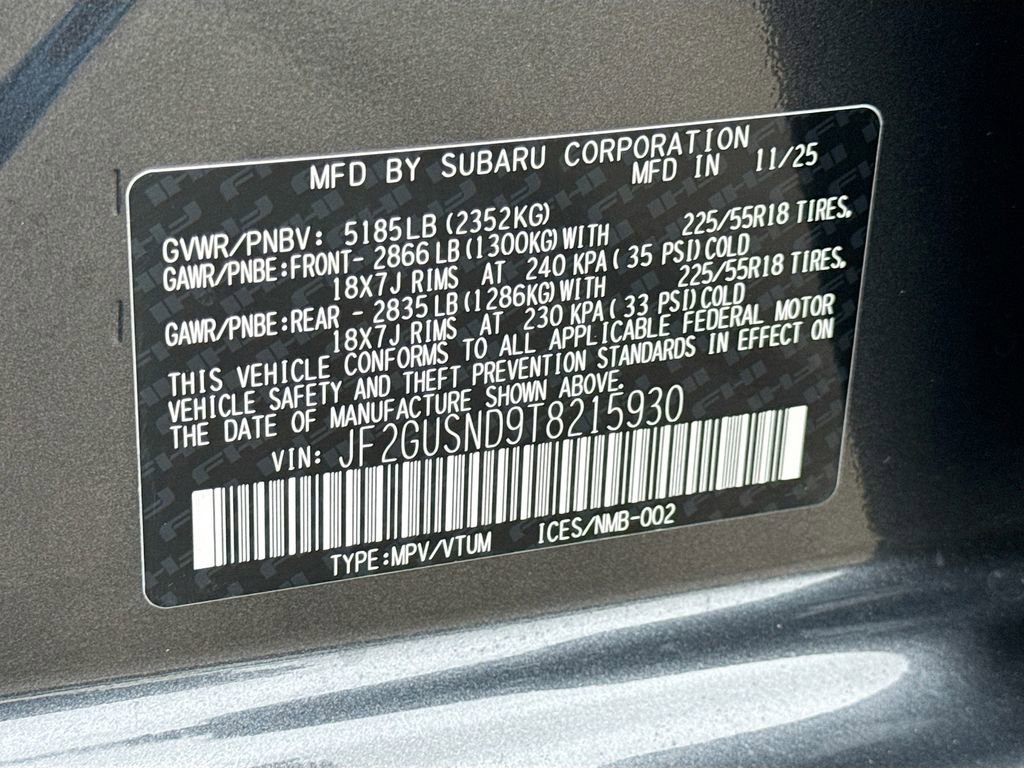 MFD BY SUBARU CORPORATION
MFD IN 11/25
GVWR/PNBV: 5185LB (2352KG)
GAWR/PNBE:FRONT- 2866 LB (1300KG)WITH 225/55R18 TIRES,
18X7J RIMS AT 240 KPA( 35 PSI)COLD
GAWR/PNBE:REAR - 2835 LB (1286KG)WITH 225/55R18 TIRES,
18X7J RIMS AT 230 KPA( 33 PSI)COLD
THIS VEHICLE CONFORMS TO ALL APPLICABLE FEDERAL MOTOR
VEHICLE SAFETY AND THEFT PREVENTION STANDARDS IN EFFECT ON
THE DATE OF MANUFACTURE SHOWN ABOVE.
VIN: JF2GUSND9T8215930
TYPE:MPV/VTUM ICES/NMB-002